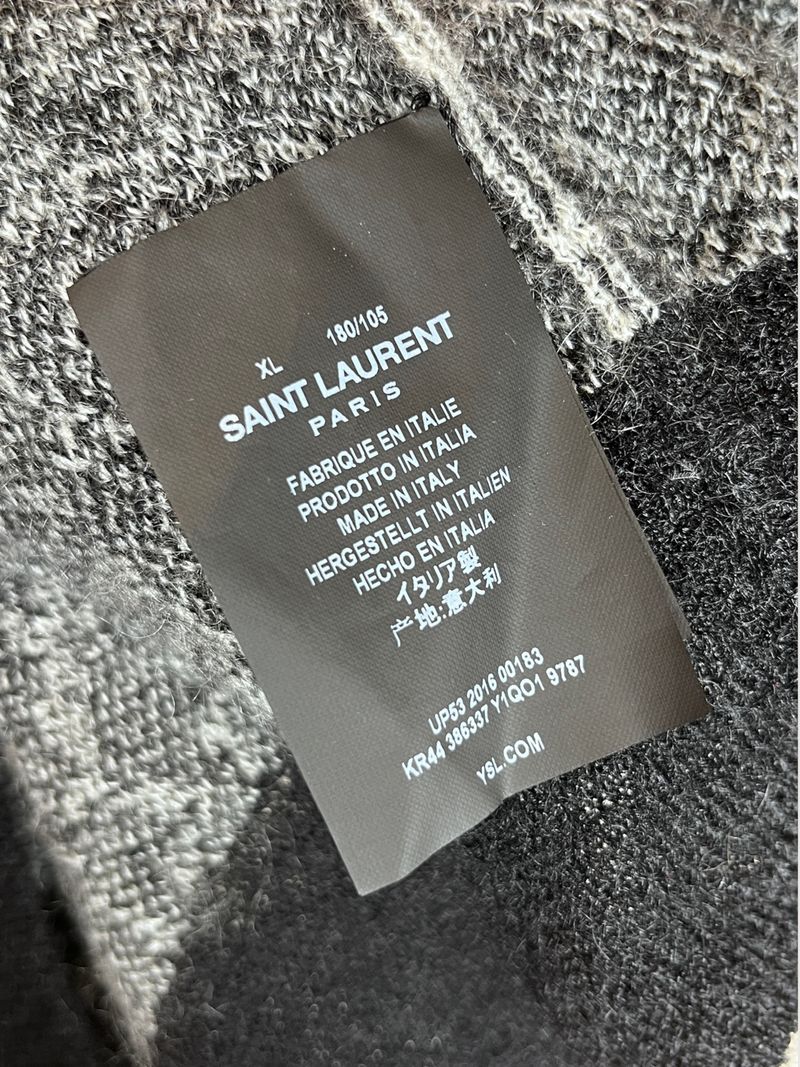 XL 180/105
SAINT LAURENT
PARIS
FABRIQUE EN ITALIE
PRODOTTO IN ITALIA
MADE IN ITALY
HERGESTELLT IN ITALIEN
HECHO EN ITALIA
イタリア製
产地:意大利
UP53 2016 00183
KR44 386337 Y1QO1 9787
YSL.COM